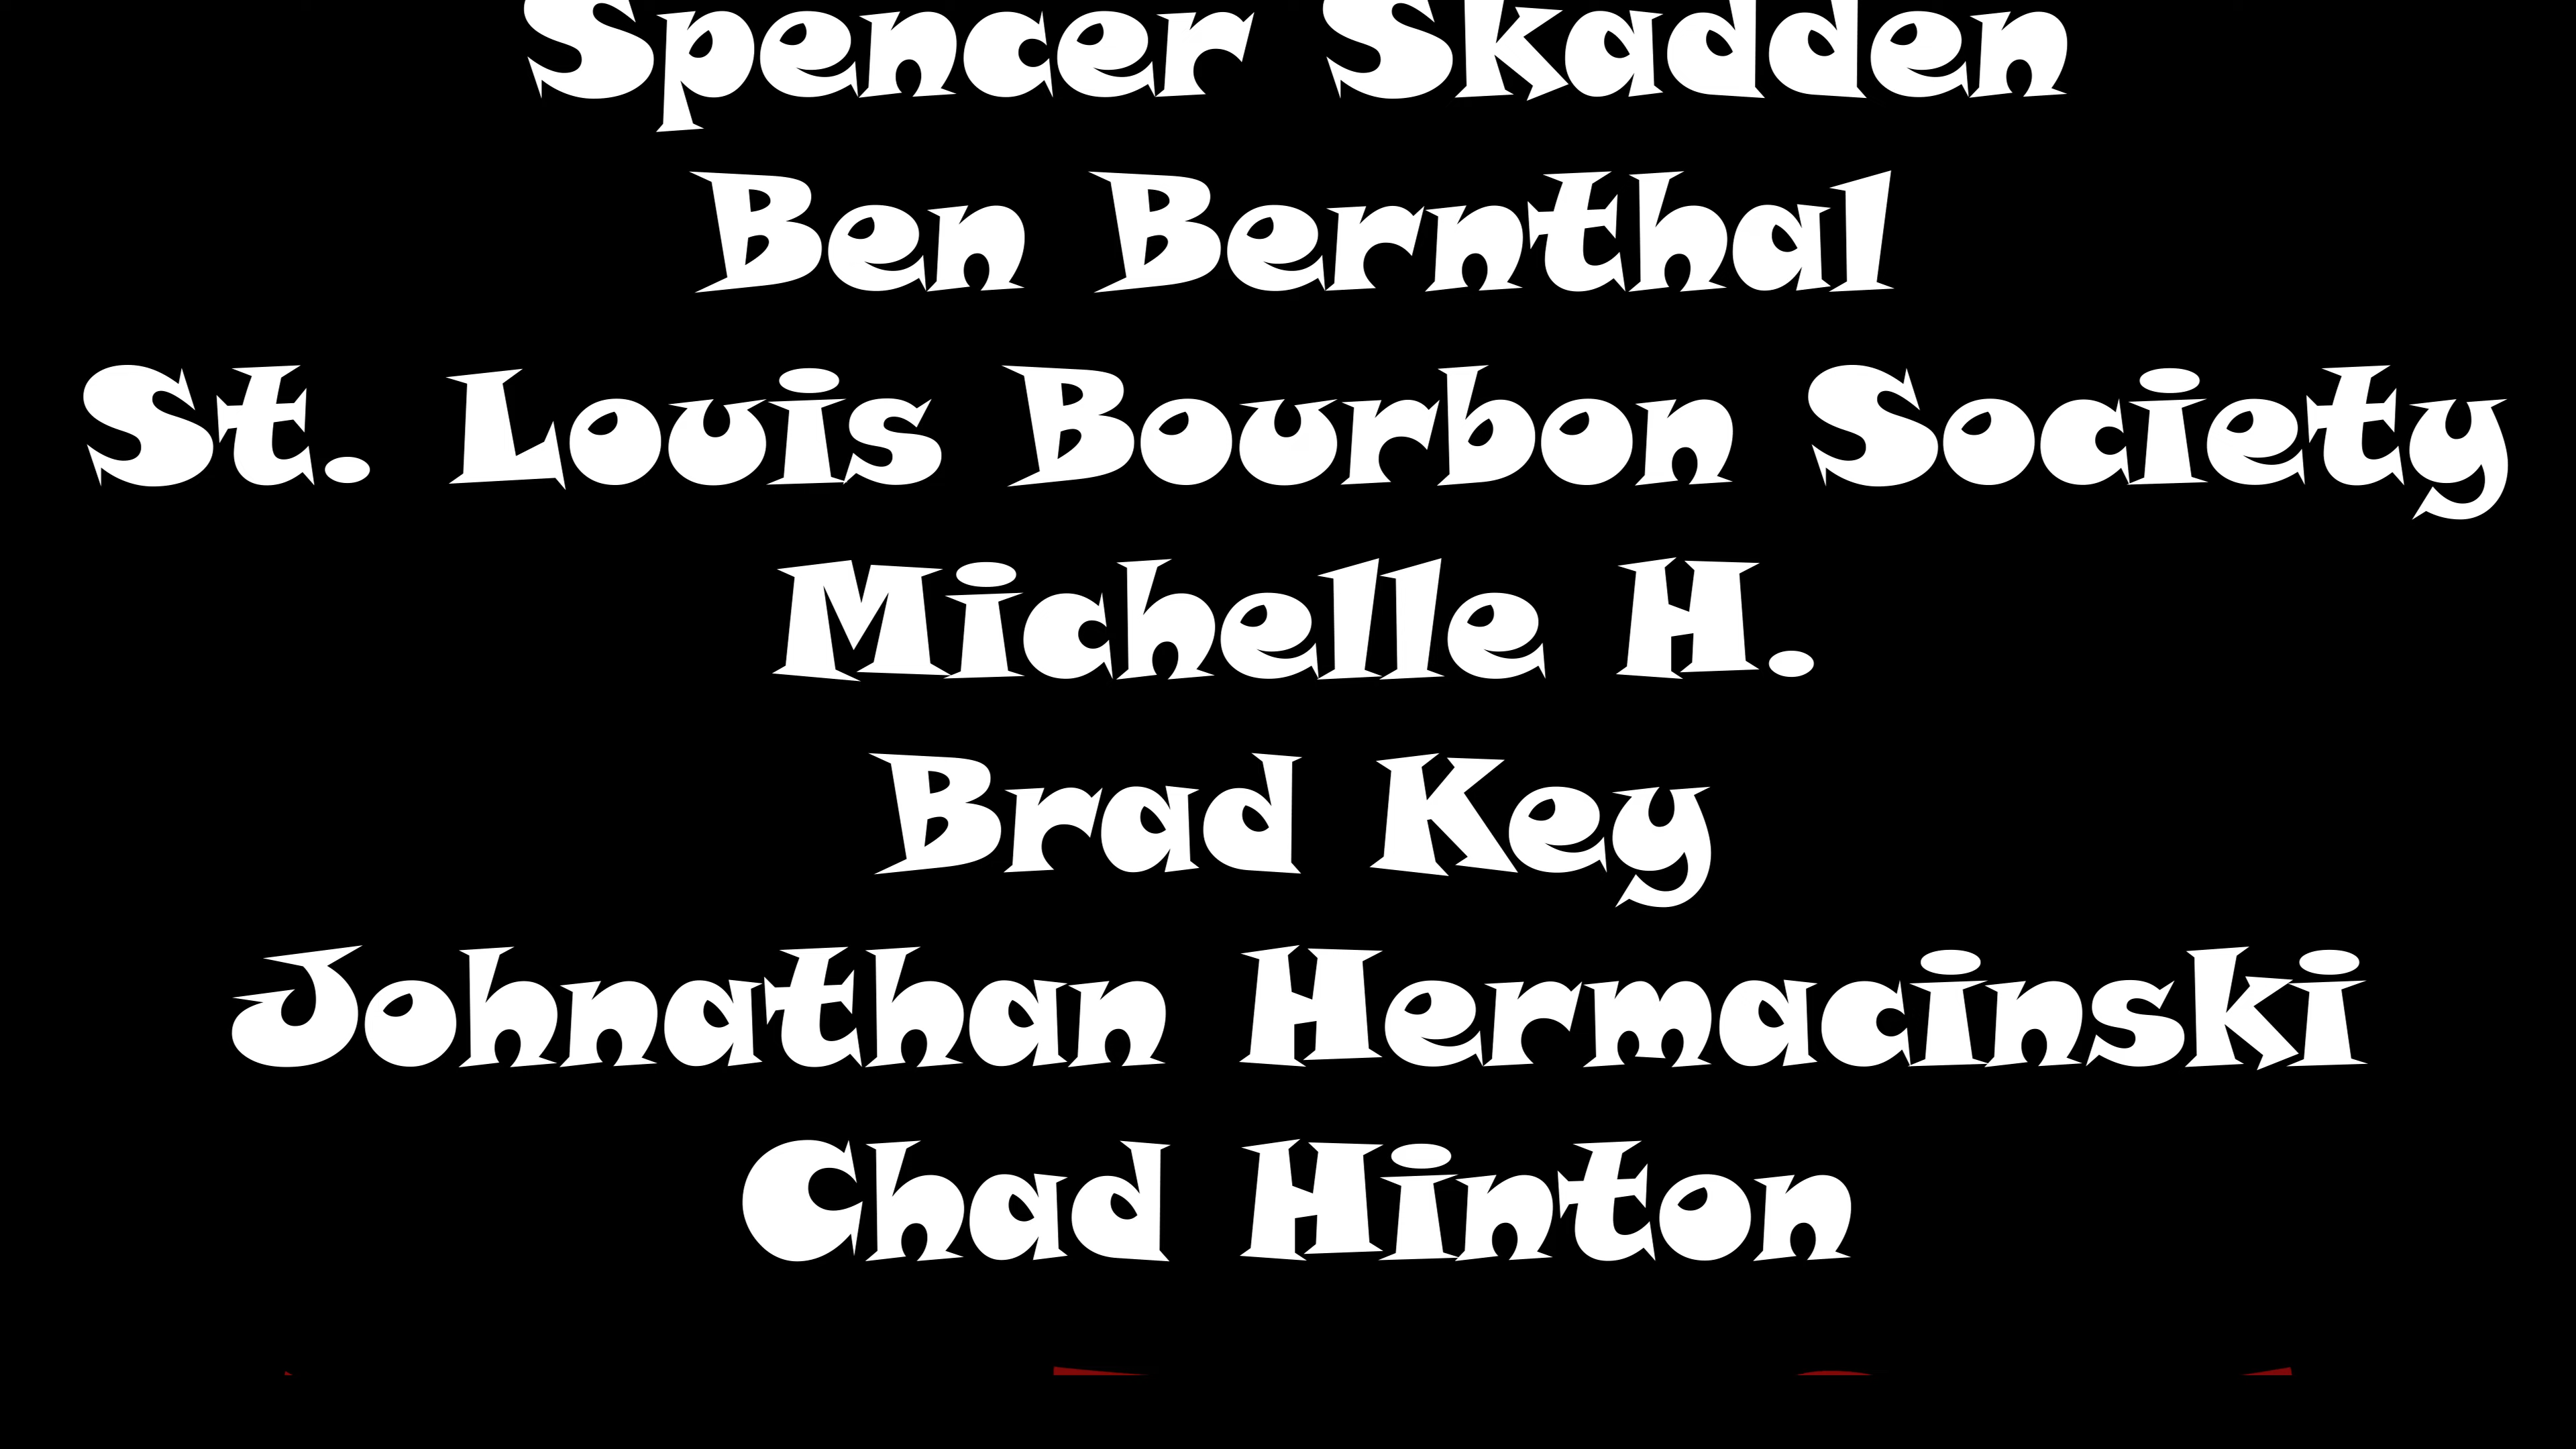 Spencer Skadden
Ben Bernthal
St. Louis Bourbon Society
Michelle H.
Brad Key
Johnathan Hermacinski
Chad Hinton